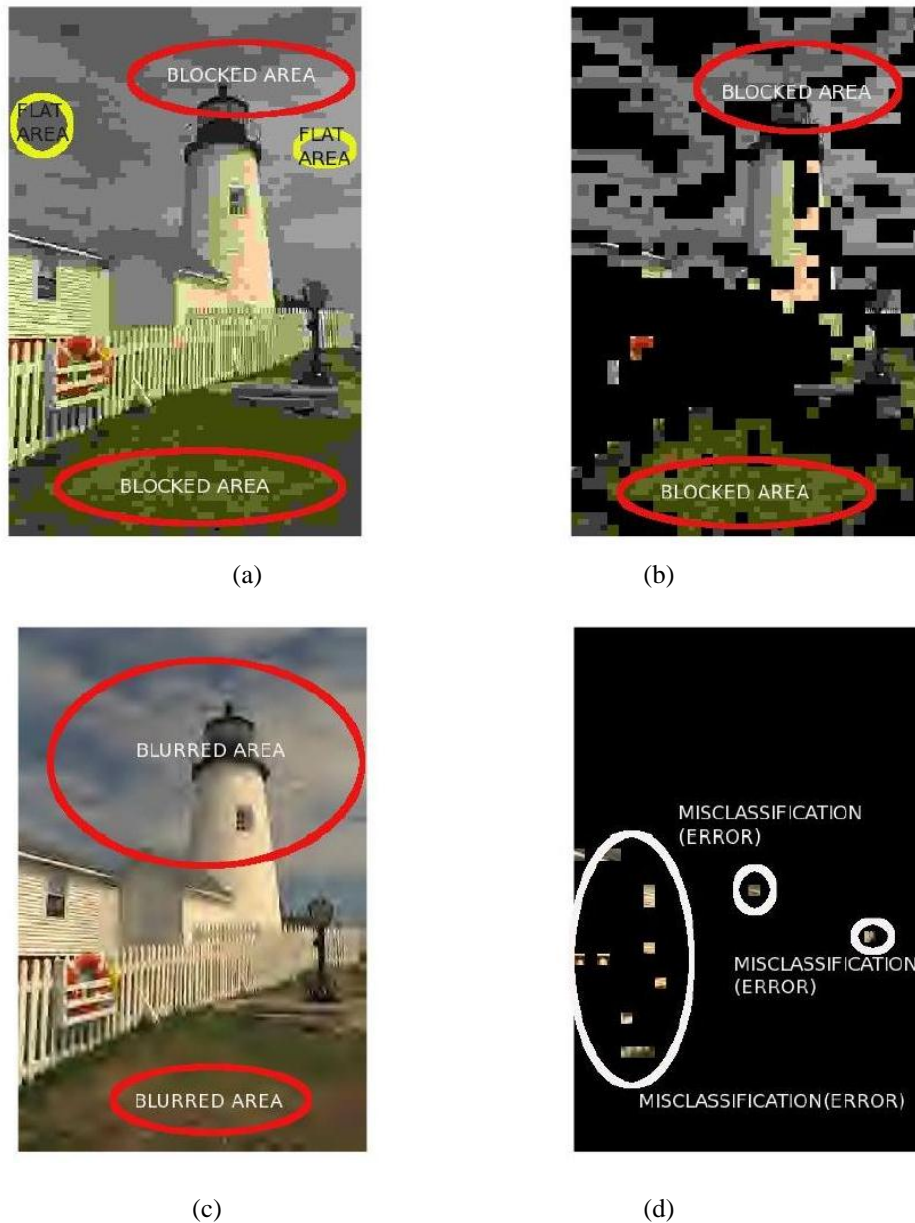 BLOCKED AREA
FLAT
AREA
FLAT
AREA
BLOCKED AREA
BLOCKED AREA
BLOCKED AREA
(a)
(b)
BLURRED AREA
BLURRED AREA
MISCLASSIFICATION
(ERROR)
MISCLASSIFICATION
(ERROR)
MISCLASSIFICATION(ERROR)
(c)
(d)